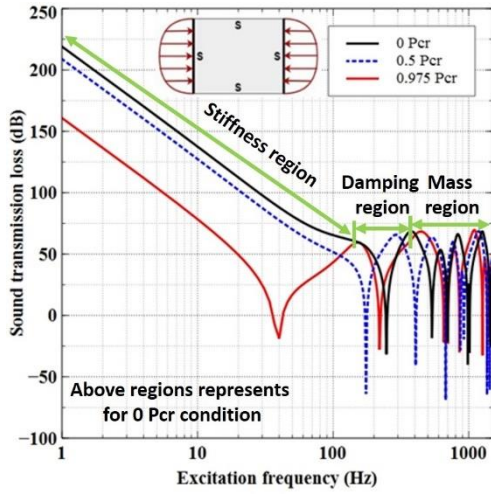 250
200
150
100
50
0
−50
−100
Sound transmission loss (dB)
S
S
S
S
0 Pcr
0.5 Pcr
0.975 Pcr
Stiffness region
Damping
region
Mass
region
Above regions represents
for 0 Pcr condition
1
10
100
1000
Excitation frequency (Hz)